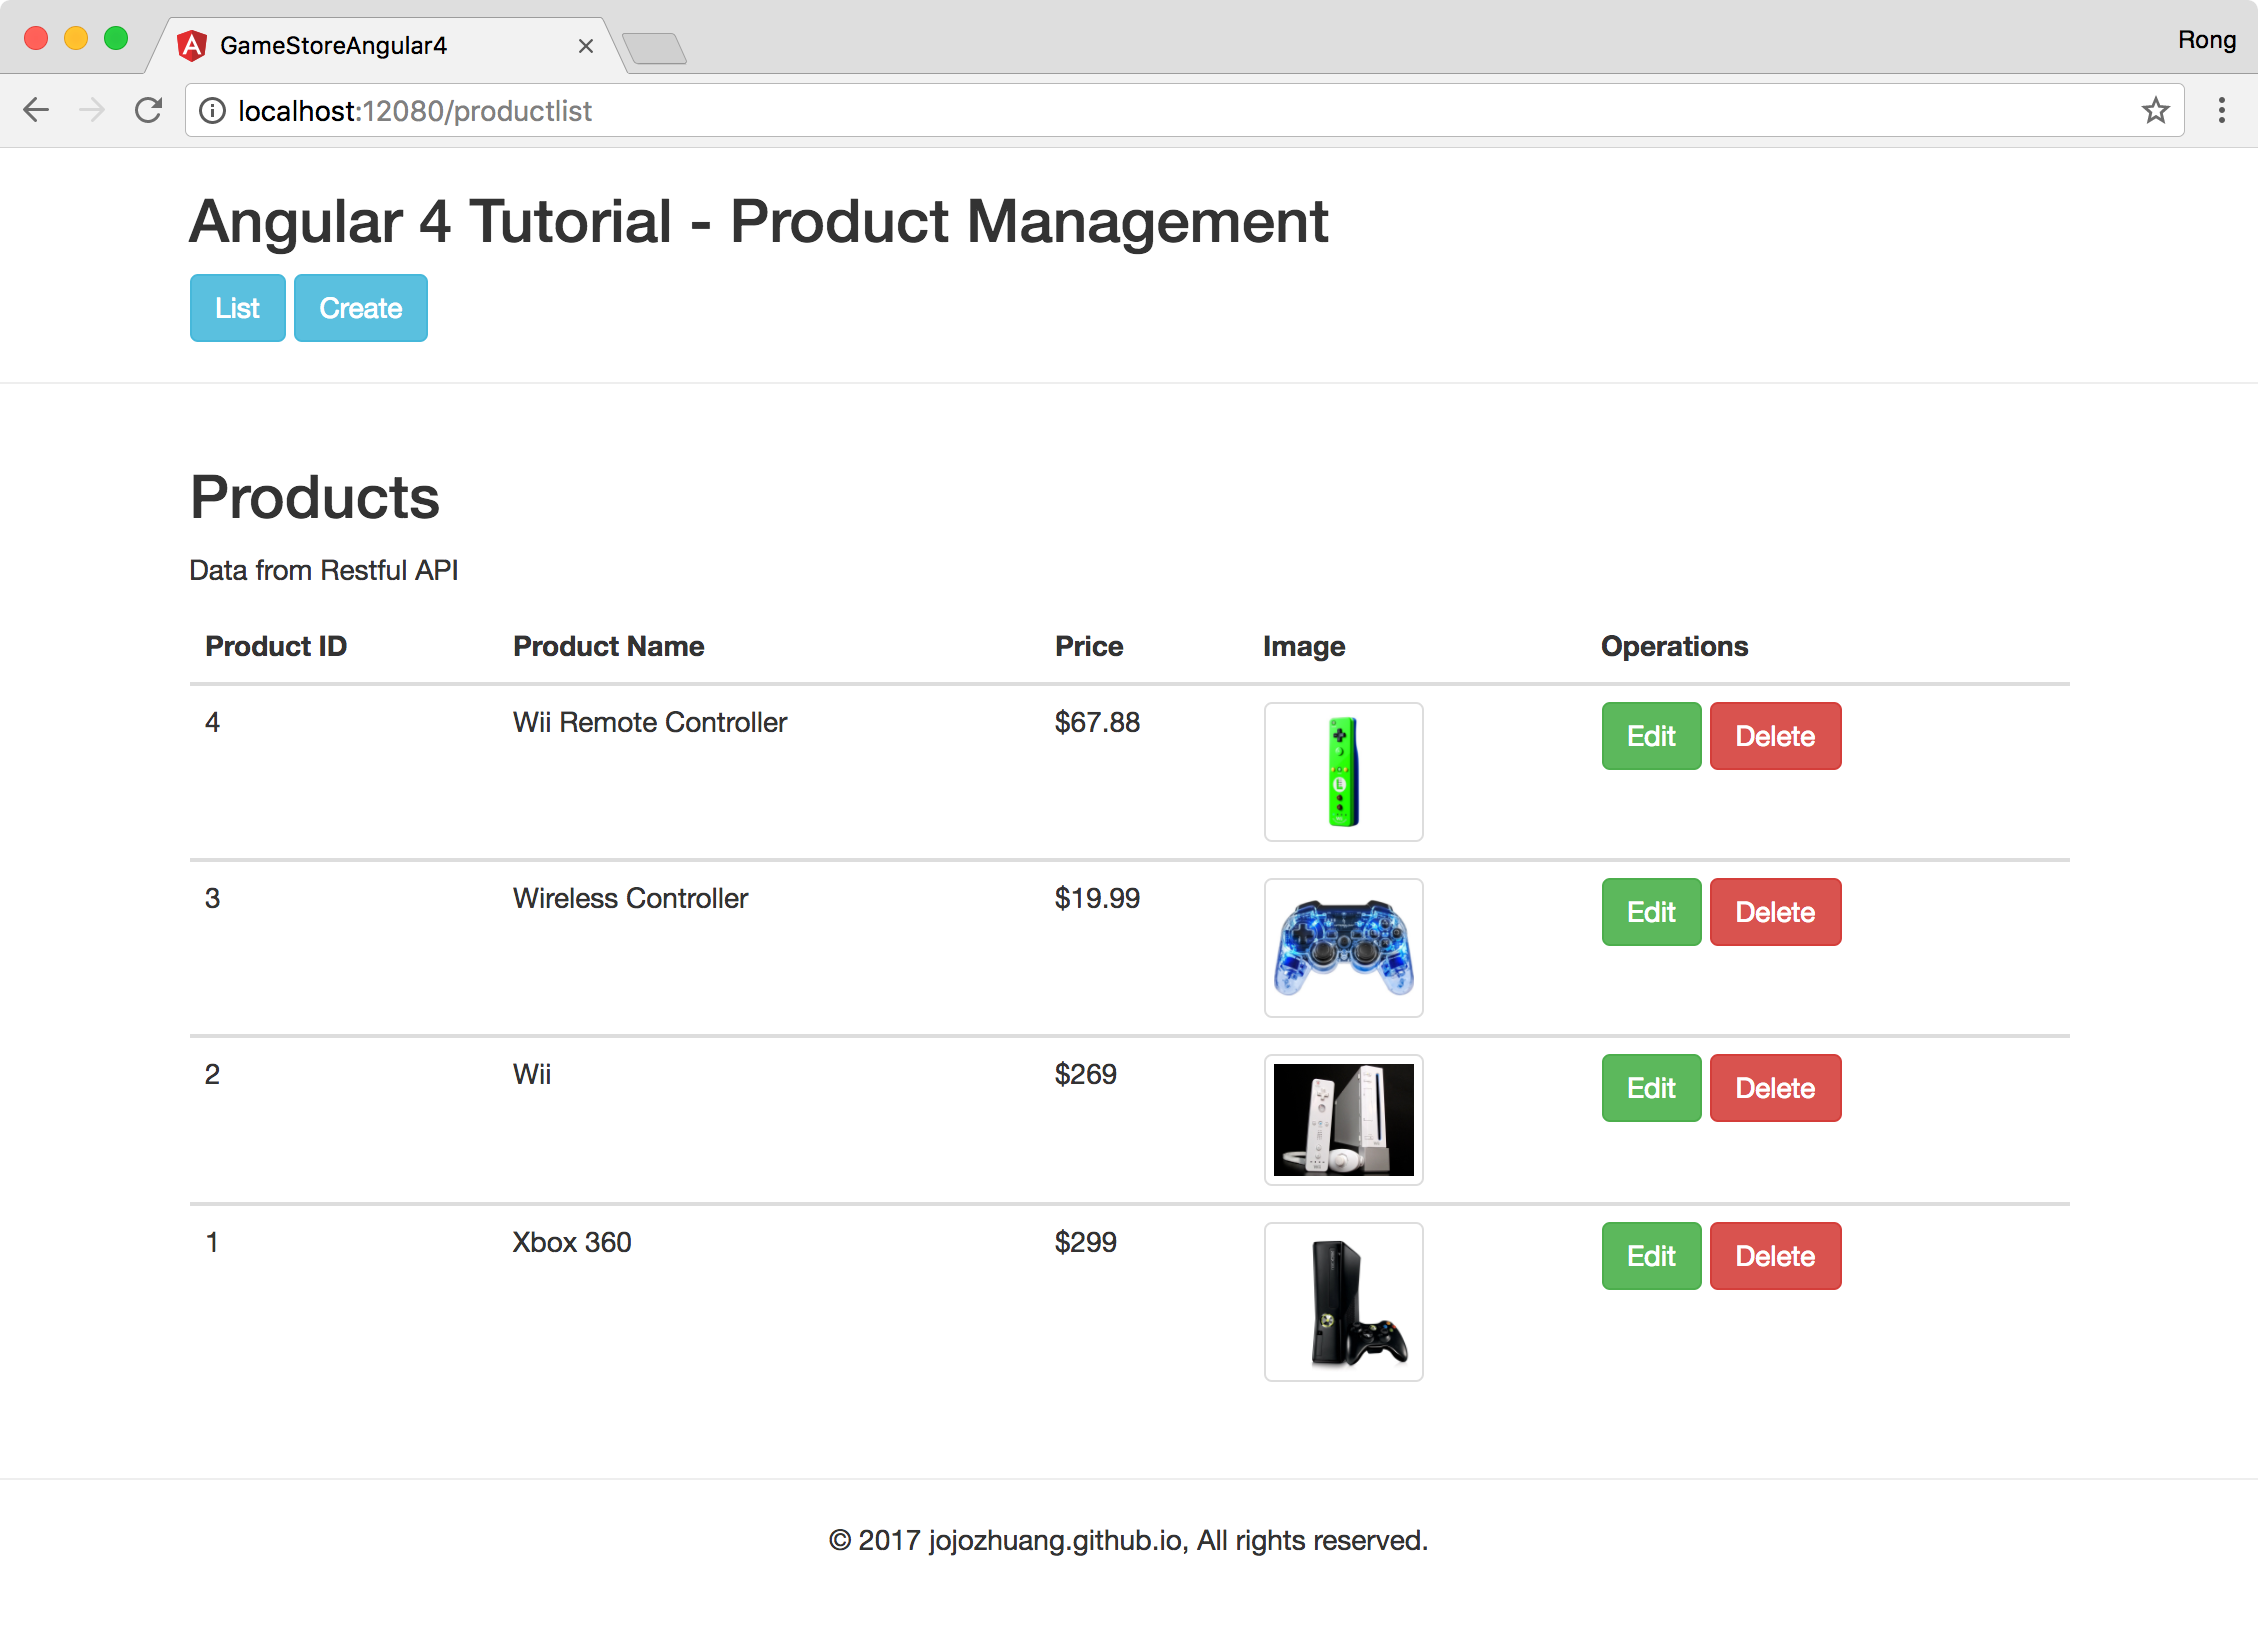 GameStoreAngular4
Rong
localhost:12080/productlist
Angular 4 Tutorial - Product Management
List Create
Products
Data from Restful API
Product ID Product Name Price Image Operations
4 Wii Remote Controller $67.88 Edit Delete
3 Wireless Controller $19.99 Edit Delete
2 Wii $269 Edit Delete
1 Xbox 360 $299 Edit Delete
© 2017 jojozhuang.github.io, All rights reserved.